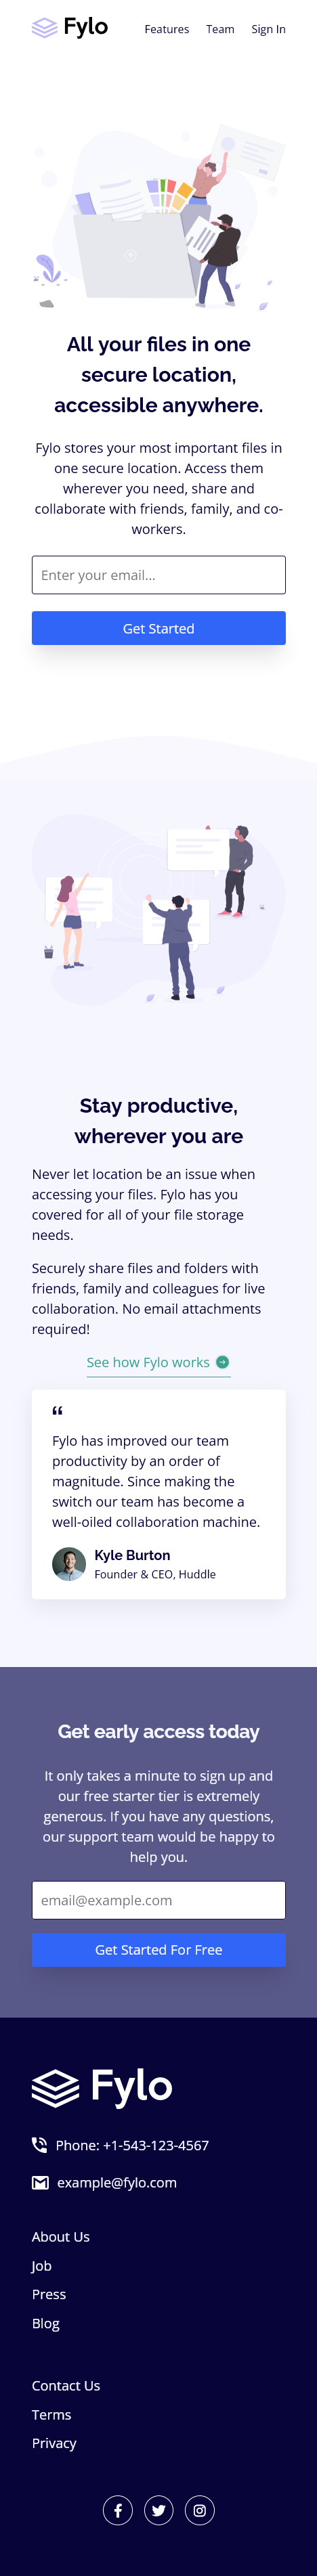 Fylo Features Team Sign In
All your files in one
secure location,
accessible anywhere.
Fylo stores your most important files in
one secure location. Access them
wherever you need, share and
collaborate with friends, family, and co-
workers.
Enter your email...
Get Started
Stay productive,
wherever you are
Never let location be an issue when
accessing your files. Fylo has you
covered for all of your file storage
needs.
Securely share files and folders with
friends, family and colleagues for live
collaboration. No email attachments
required!
See how Fylo works
“
Fylo has improved our team
productivity by an order of
magnitude. Since making the
switch our team has become a
well-oiled collaboration machine.
Kyle Burton
Founder & CEO, Huddle
Get early access today
It only takes a minute to sign up and
our free starter tier is extremely
generous. If you have any questions,
our support team would be happy to
help you.
email@example.com
Get Started For Free
Fylo
Phone: +1-543-123-4567
example@fylo.com
About Us
Job
Press
Blog
Contact Us
Terms
Privacy